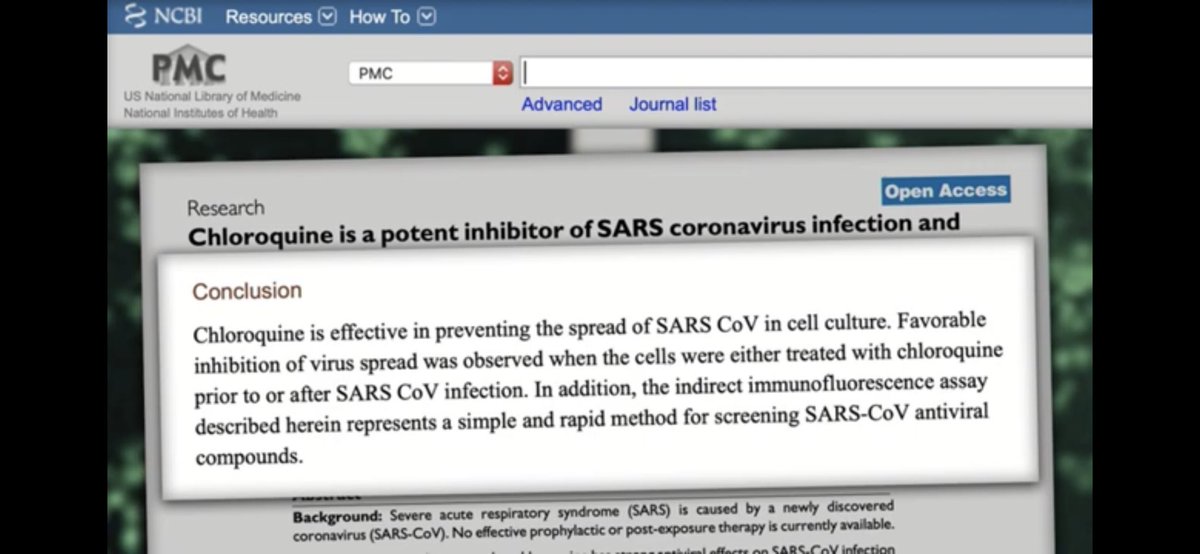 NCBI Resources How To
PMC
US National Library of Medicine
National Institutes of Health
PMC
Advanced Journal list
Open Access
Research
Chloroquine is a potent inhibitor of SARS coronavirus infection and
Conclusion
Chloroquine is effective in preventing the spread of SARS CoV in cell culture. Favorable
inhibition of virus spread was observed when the cells were either treated with chloroquine
prior to or after SARS CoV infection. In addition, the indirect immunofluorescence assay
described herein represents a simple and rapid method for screening SARS-CoV antiviral
compounds.
Background: Severe acute respiratory syndrome (SARS) is caused by a newly discovered
coronavirus (SARS-CoV). No effective prophylactic or post-exposure therapy is currently available.
effects on SARS-CoV infection